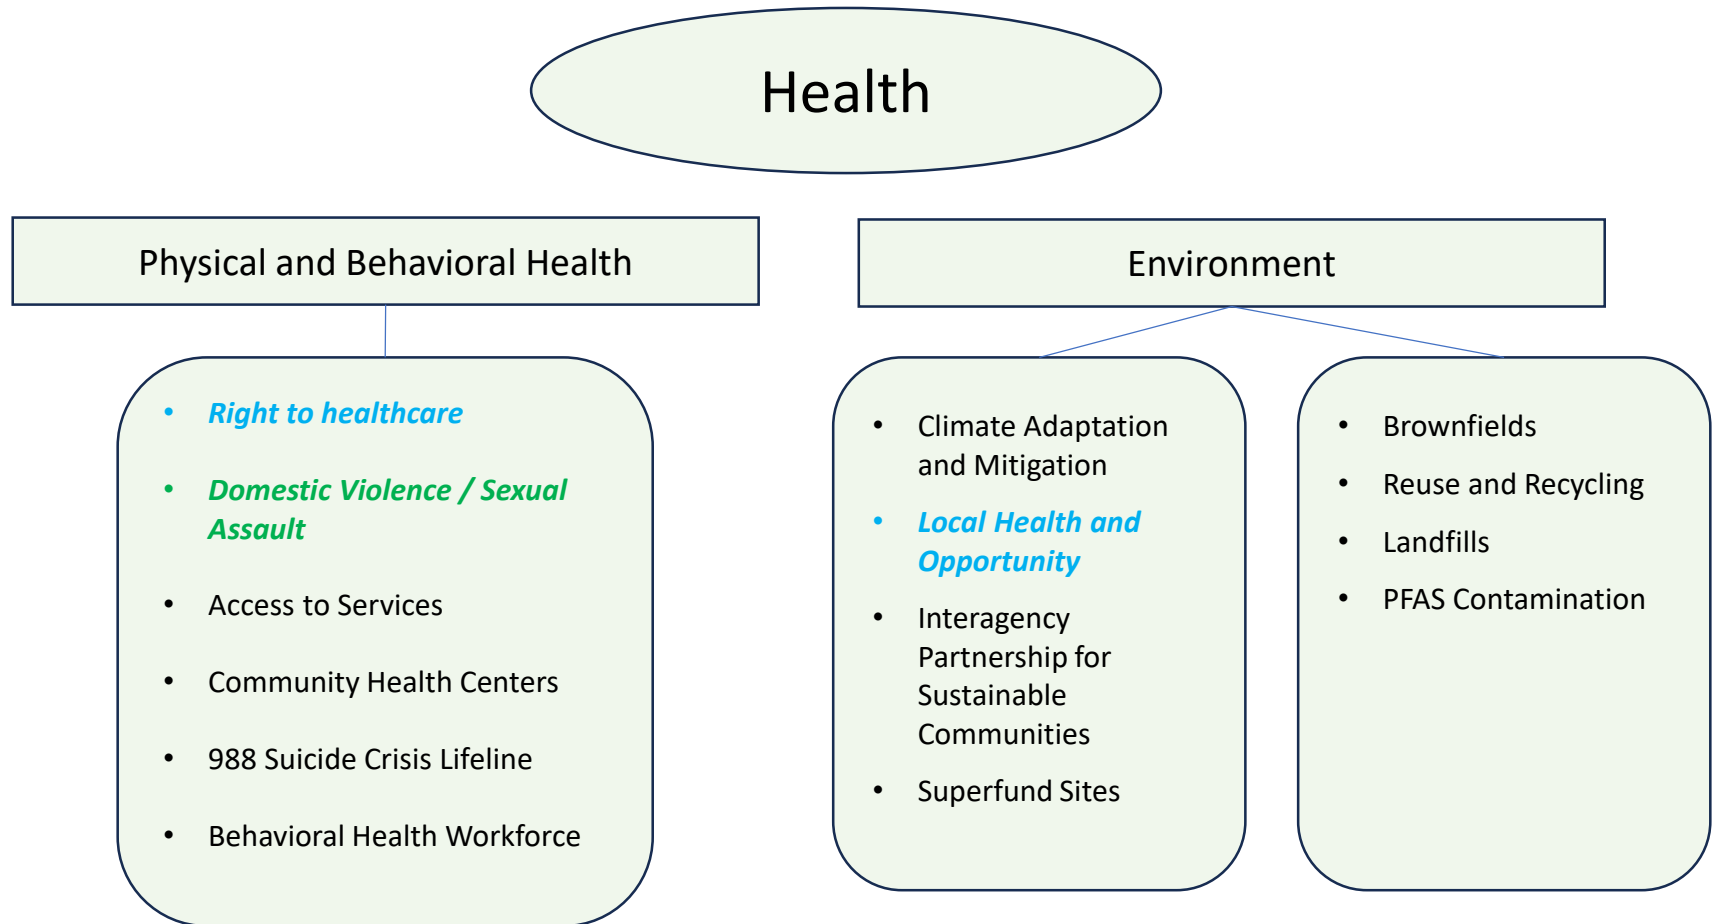 Health
Physical and Behavioral Health
• Right to healthcare
• Domestic Violence / Sexual
Assault
• Access to Services
• Community Health Centers
• 988 Suicide Crisis Lifeline
• Behavioral Health Workforce
Environment
• Climate Adaptation
and Mitigation
• Local Health and
Opportunity
• Interagency
Partnership for
Sustainable
Communities
• Superfund Sites
• Brownfields
• Reuse and Recycling
• Landfills
• PFAS Contamination